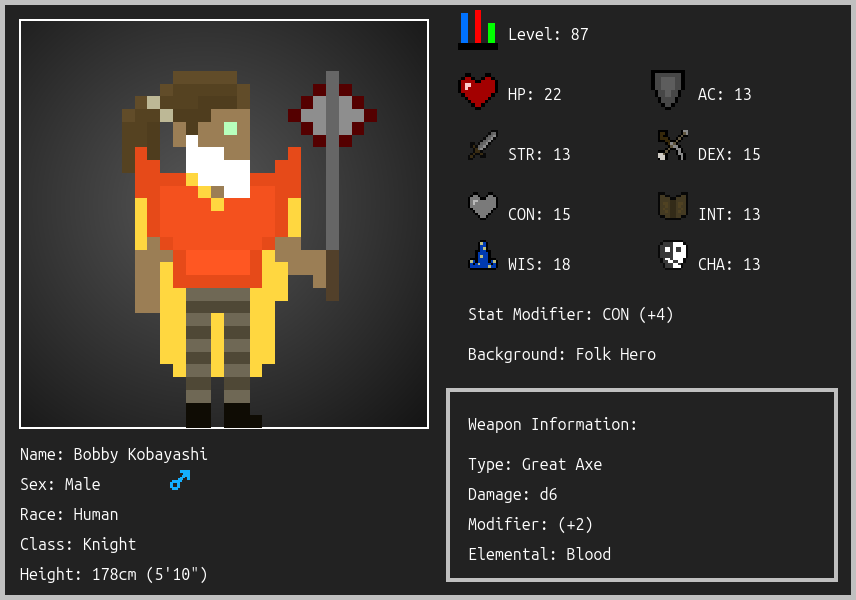 Level: 87
HP: 22
AC: 13
STR: 13
DEX: 15
CON: 15
INT: 13
WIS: 18
CHA: 13
Stat Modifier: CON (+4)
Background: Folk Hero
Weapon Information:
Type: Great Axe
Damage: d6
Modifier: (+2)
Elemental: Blood
Name: Bobby Kobayashi
Sex: Male
Race: Human
Class: Knight
Height: 178cm (5'10")